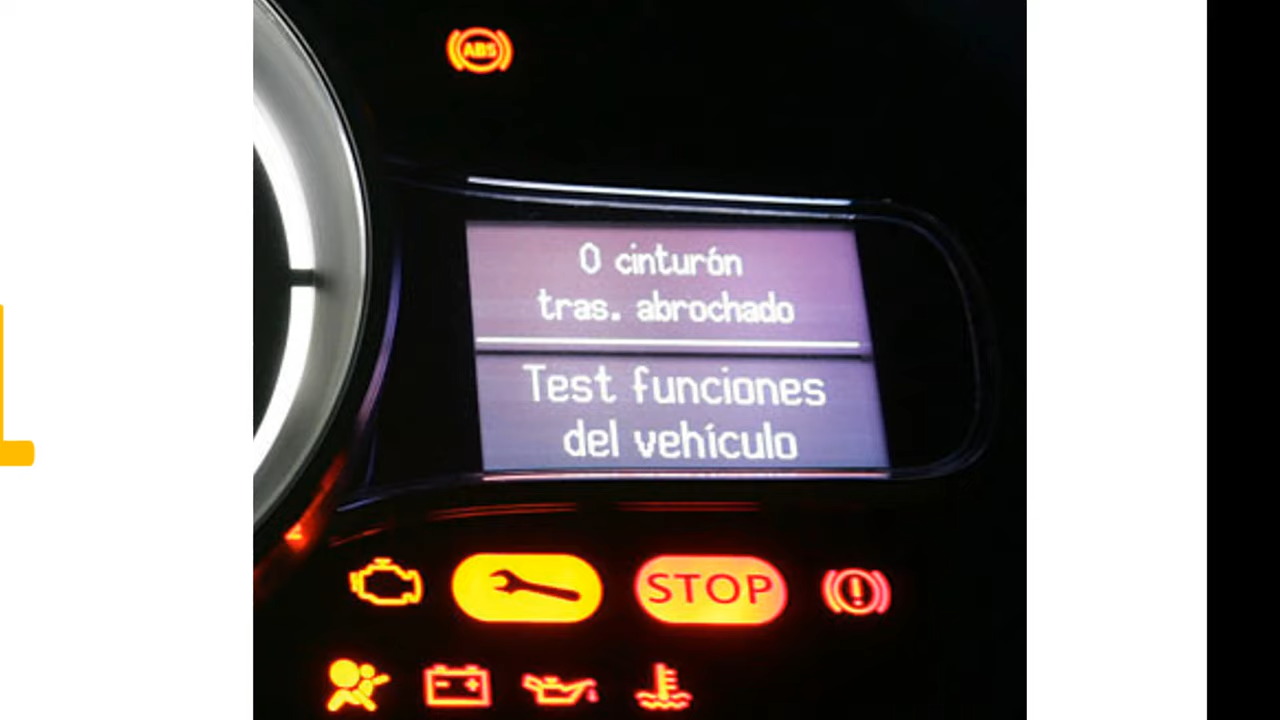 ABS
0 cinturón
tras. abrochado
Test funciones
del vehículo
STOP